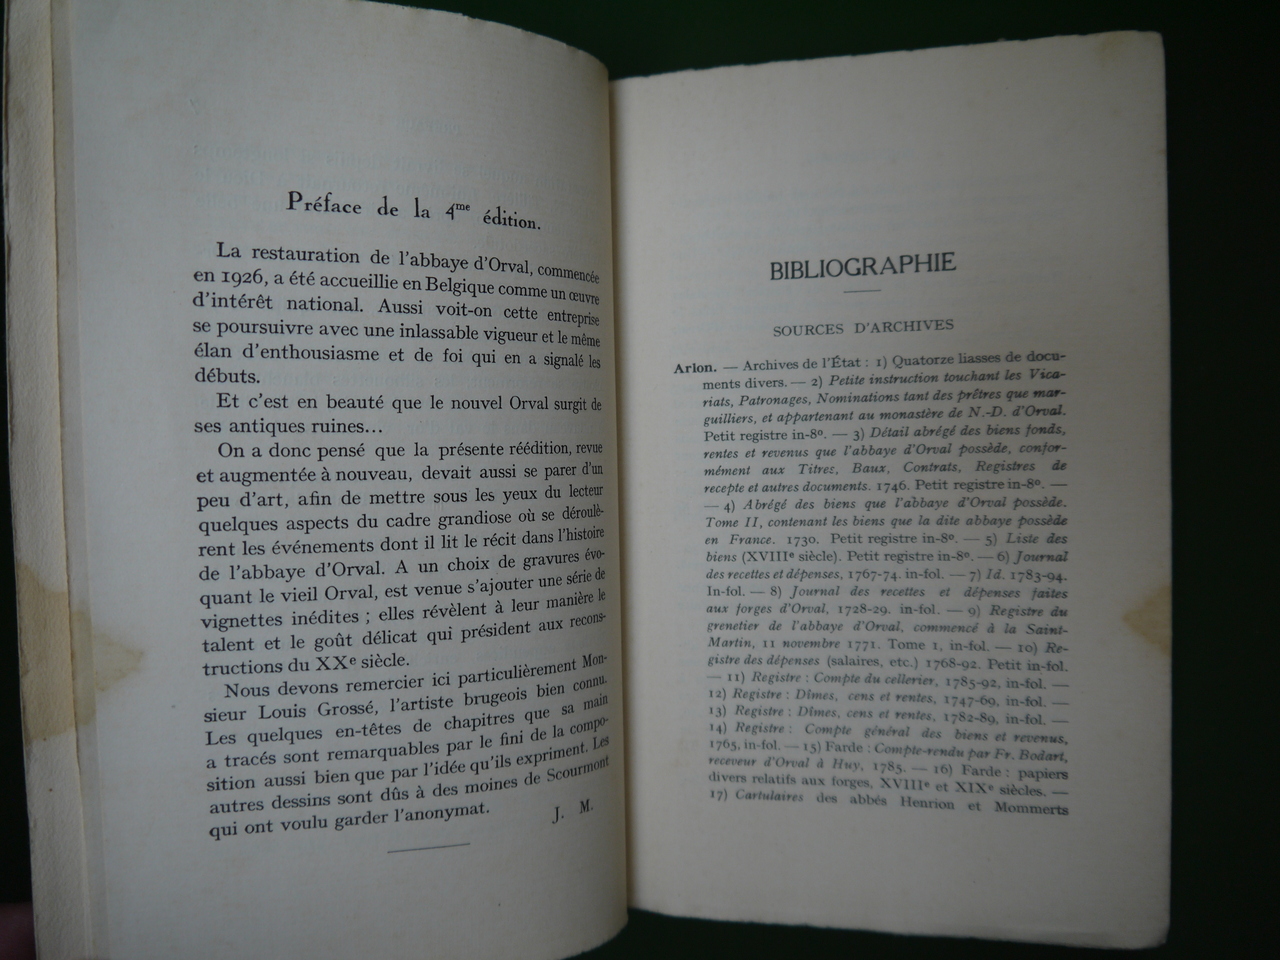 Préface de la 4me édition.
La restauration de l'abbaye d'Orval, commencée
en 1926, a été accueillie en Belgique comme un œuvre
d'intérêt national. Aussi voit-on cette entreprise
se poursuivre avec une inlassable vigueur et le même
élan d'enthousiasme et de foi qui en a signalé les
débuts.
Et c'est en beauté que le nouvel Orval surgit de
ses antiques ruines...
On a donc pensé que la présente réédition, revue
et augmentée à nouveau, devait aussi se parer d'un
peu d'art, afin de mettre sous les yeux du lecteur
quelques aspects du cadre grandiose où se déroulè-
rent les événements dont il lit le récit dans l'histoire
de l'abbaye d'Orval. A un choix de gravures évo-
quant le vieil Orval, est venue s'ajouter une série de
vignettes inédites ; elles révèlent à leur manière le
talent et le goût délicat qui président aux recons-
tructions du XXe siècle.
Nous devons remercier ici particulièrement Mon-
sieur Louis Grossé, l'artiste brugeois bien connu.
Les quelques en-têtes de chapitres que sa main
a tracés sont remarquables par le fini de la compo-
sition aussi bien que par l'idée qu'ils expriment. Les
autres dessins sont dûs à des moines de Scourmont
qui ont voulu garder l'anonymat.
J. M.
BIBLIOGRAPHIE
SOURCES D'ARCHIVES
Arlon. — Archives de l'État : 1) Quatorze liasses de docu-
ments divers. — 2) Petite instruction touchant les Vica-
riats, Patronages, Nominations tant des prêtres que mar-
guilliers, et appartenant au monastère de N.-D. d'Orval.
Petit registre in-8o. — 3) Détail abrégé des biens fonds,
rentes et revenus que l'abbaye d'Orval possède, confor-
mément aux Titres, Baux, Contrats, Registres de
recepte et autres documents. 1746. Petit registre in-8o. —
— 4) Abrégé des biens que l'abbaye d'Orval possède.
Tome II, contenant les biens que la dite abbaye possède
en France. 1730. Petit registre in-8o. — 5) Liste des
biens (XVIIIe siècle). Petit registre in-8o. — 6) Journal
des recettes et dépenses, 1767-74. in-fol. — 7) Id. 1783-94.
In-fol. — 8) Journal des recettes et dépenses faites
aux forges d'Orval, 1728-29. in-fol. — 9) Registre du
grenetier de l'abbaye d'Orval, commencé à la Saint-
Martin, 11 novembre 1771. Tome 1, in-fol. — 10) Re-
gistre des dépenses (salaires, etc.) 1768-92. Petit in-fol.
— 11) Registre : Compte du cellerier, 1785-92, in-fol. —
12) Registre : Dîmes, cens et rentes, 1747-69, in-fol. —
13) Registre : Dîmes, cens et rentes, 1782-89, in-fol. —
14) Registre : Compte général des biens et revenus,
1765, in-fol. — 15) Farde : Compte-rendu par Fr. Bodart,
receveur d'Orval à Huy, 1785. — 16) Farde : papiers
divers relatifs aux forges, XVIIIe et XIXe siècles. —
17) Cartulaires des abbés Henrion et Mommerts